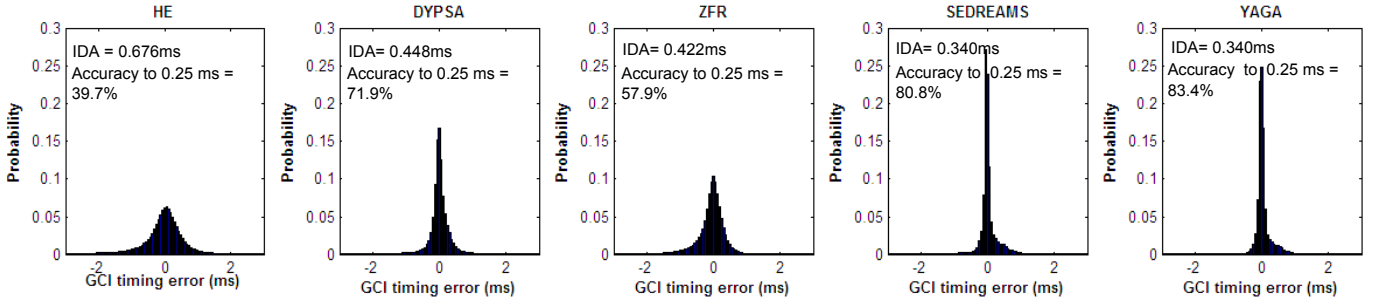 HE
0.3
0.25
0.2
0.15
0.1
0.05
0
Probability
IDA = 0.676ms
Accuracy to 0.25 ms =
39.7%
-2 0 2
GCI timing error (ms)
DYPSA
0.3
0.25
0.2
0.15
0.1
0.05
0
Probability
IDA= 0.448ms
Accuracy to 0.25 ms =
71.9%
-2 0 2
GCI timing error (ms)
ZFR
0.3
0.25
0.2
0.15
0.1
0.05
0
Probability
IDA= 0.422ms
Accuracy to 0.25 ms =
57.9%
-2 0 2
GCI timing error (ms)
SEDREAMS
0.3
0.25
0.2
0.15
0.1
0.05
0
Probability
IDA= 0.340ms
Accuracy to 0.25 ms =
80.8%
-2 0 2
GCI timing error (ms)
YAGA
0.3
0.25
0.2
0.15
0.1
0.05
0
Probability
IDA= 0.340ms
Accuracy to 0.25 ms =
83.4%
-2 0 2
GCI timing error (ms)